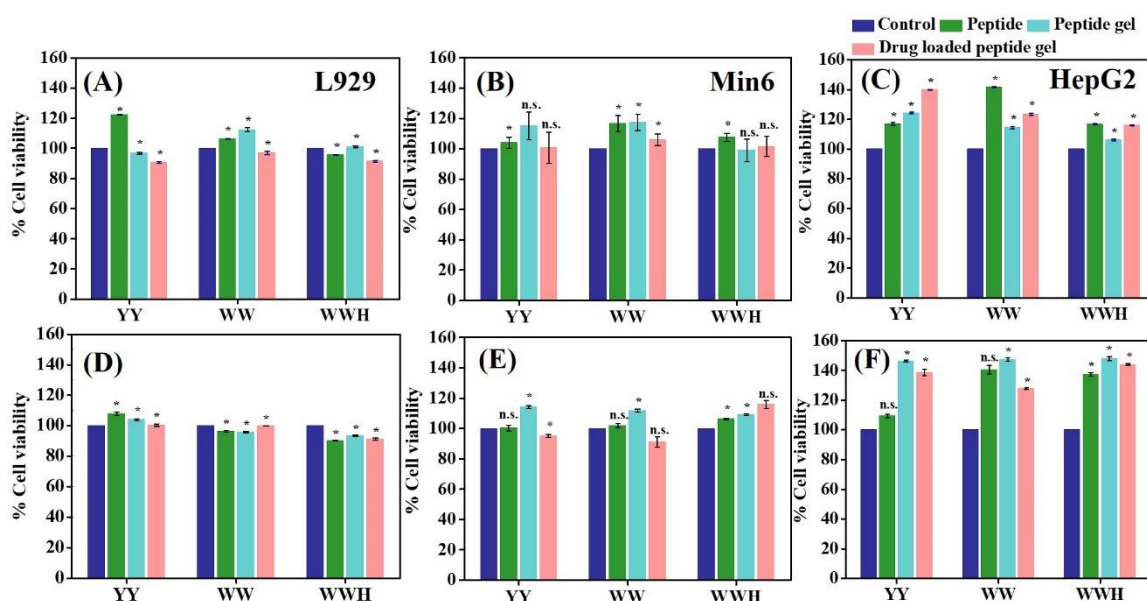 Control Peptide Peptide gel
Drug loaded peptide gel
(A) L929
% Cell viability
160
140
120
100
80
60
40
20
0
* * * * * * * * *
YY WW WWH
(B) Min6
% Cell viability
160
140
120
100
80
60
40
20
0
* n.s. n.s. * * * * n.s. n.s.
YY WW WWH
(C) HepG2
% Cell viability
160
140
120
100
80
60
40
20
0
* * * * * * * * *
YY WW WWH
(D)
% Cell viability
160
140
120
100
80
60
40
20
0
* * * * * * * * *
YY WW WWH
(E)
% Cell viability
160
140
120
100
80
60
40
20
0
n.s. * * n.s. * n.s. * * n.s.
YY WW WWH
(F)
% Cell viability
160
140
120
100
80
60
40
20
0
n.s. * * n.s. * * * * *
YY WW WWH